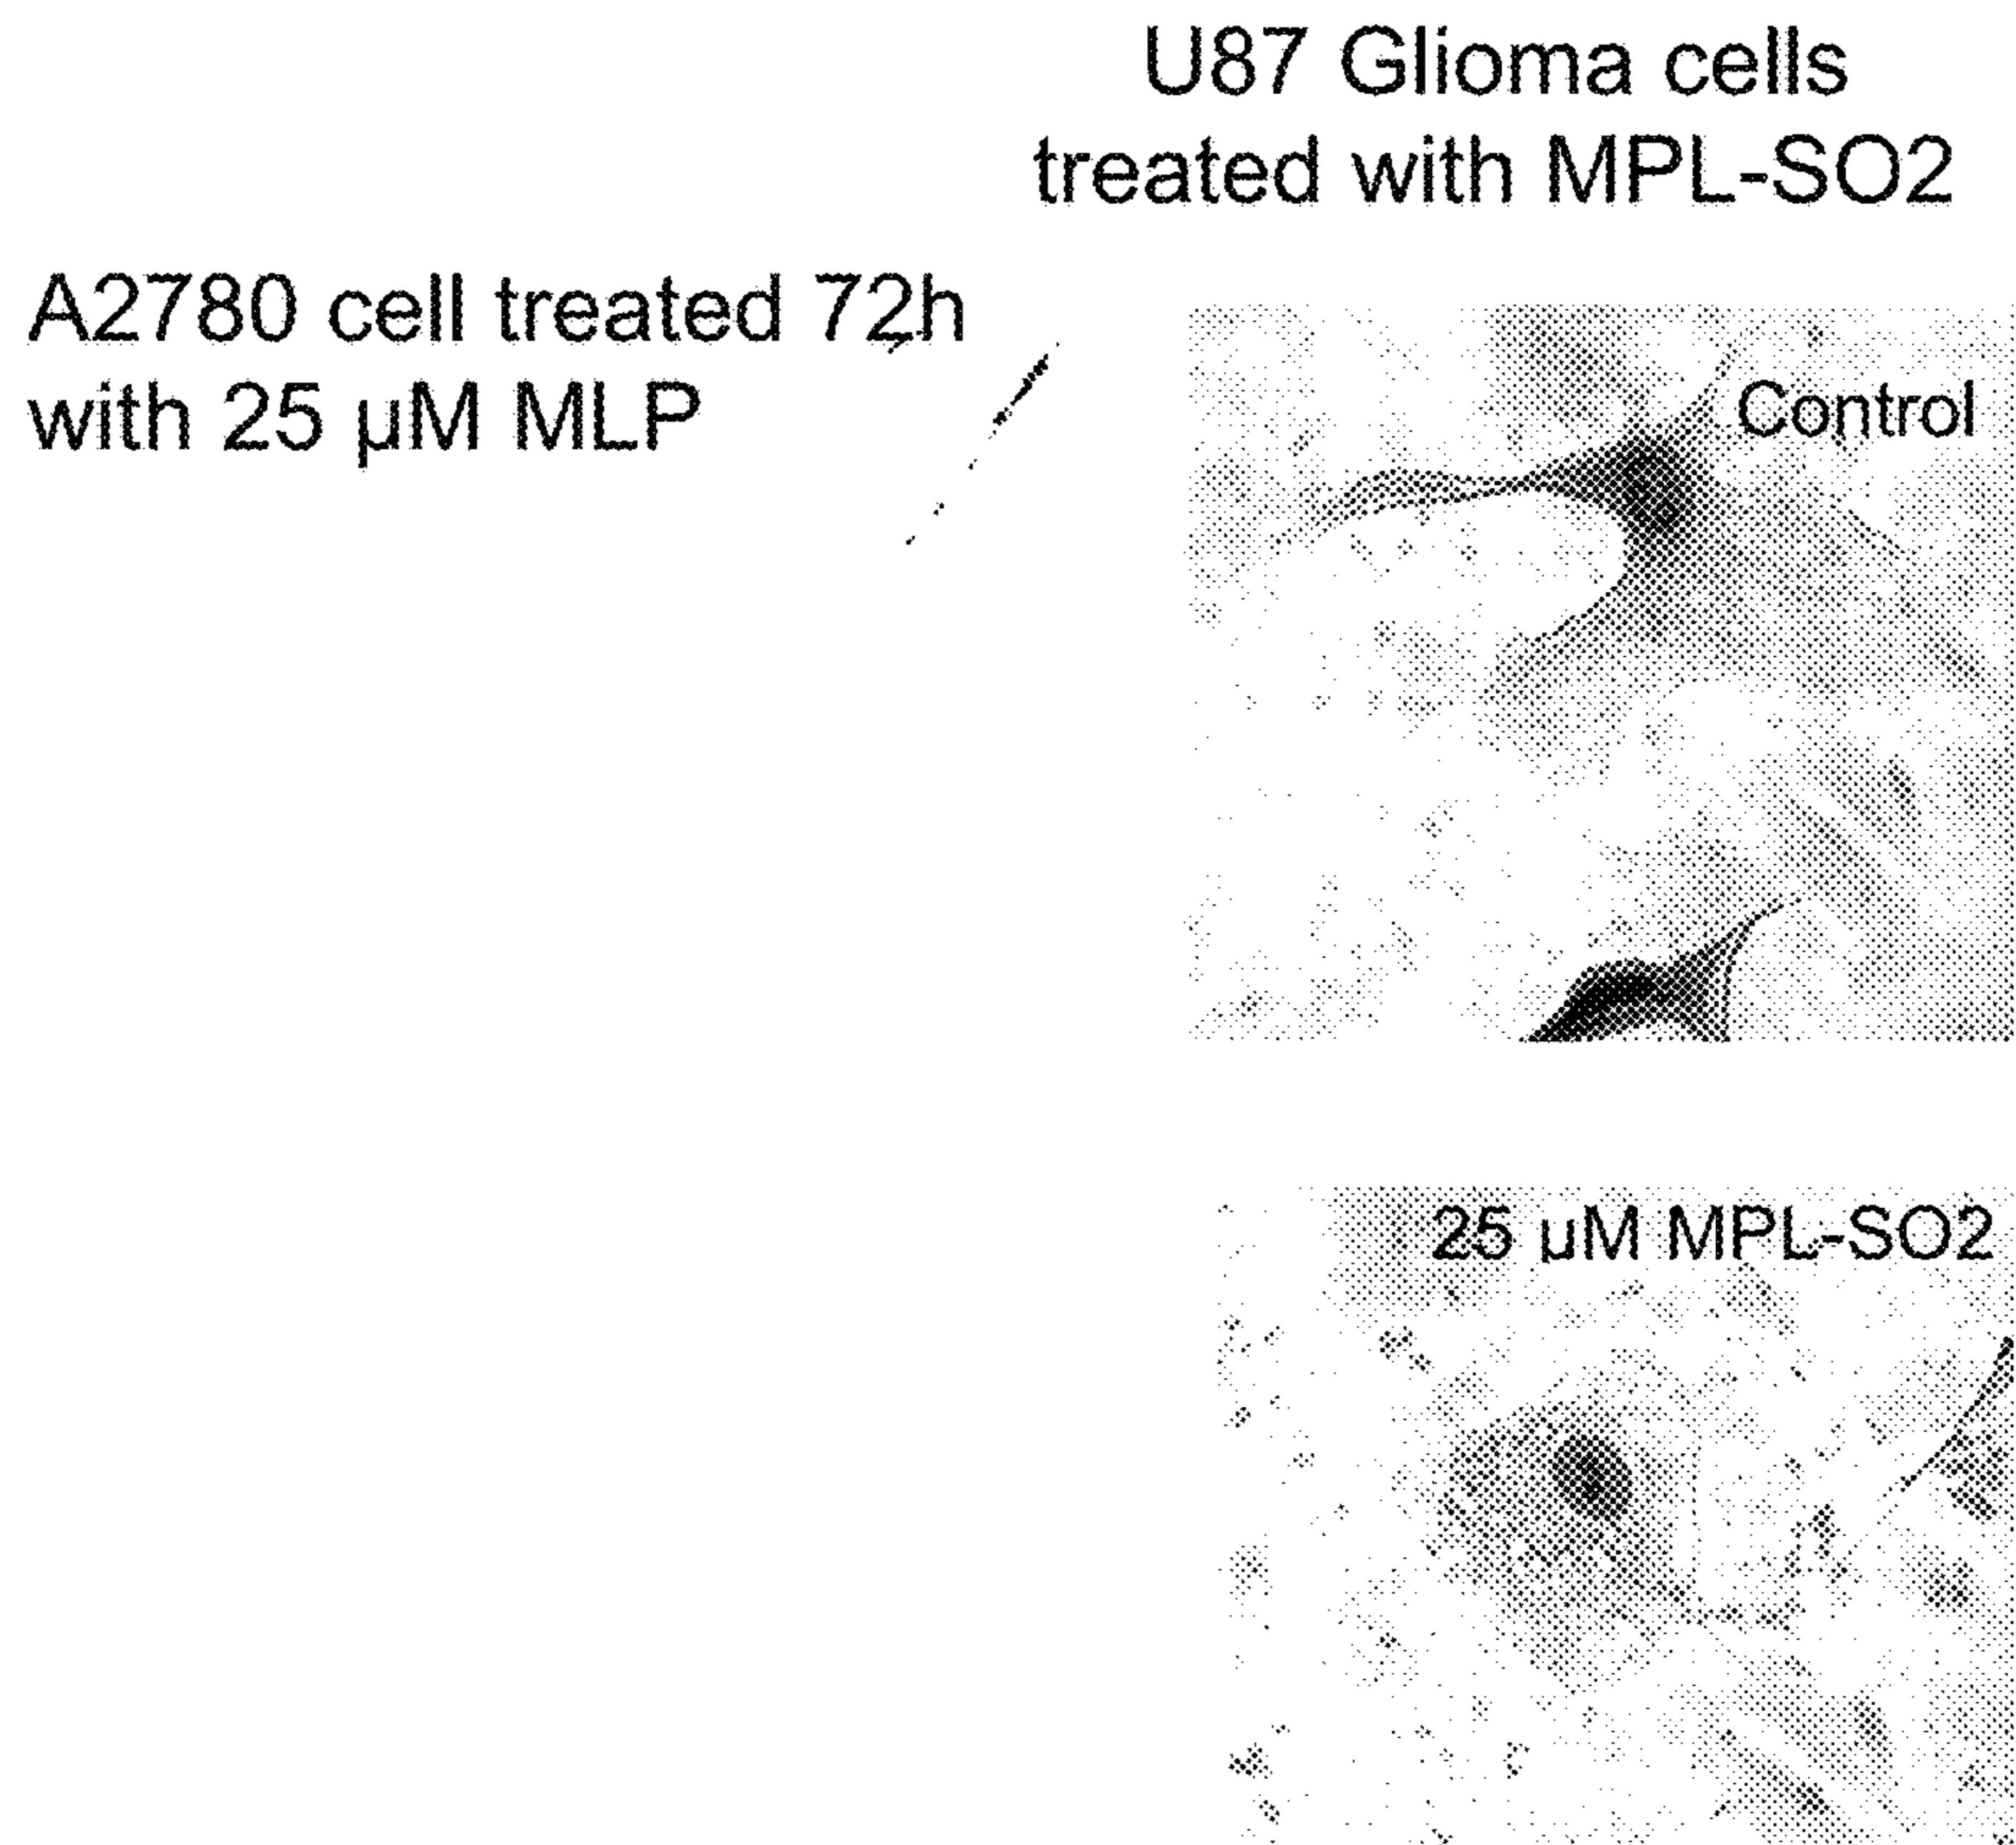 U87 Glioma cells
treated with MPL-SO2
A2780 cell treated 72h
with 25 µM MLP
Control
25 µM MPL-SO2